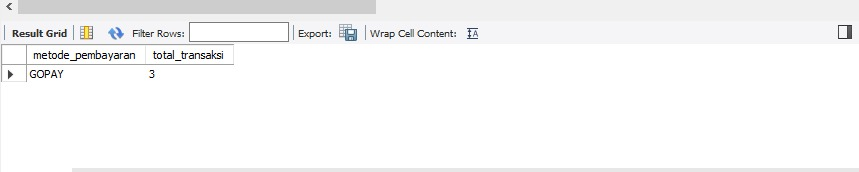 Result Grid Filter Rows: Export: Wrap Cell Content:
metode_pembayaran total_transaksi
GOPAY 3